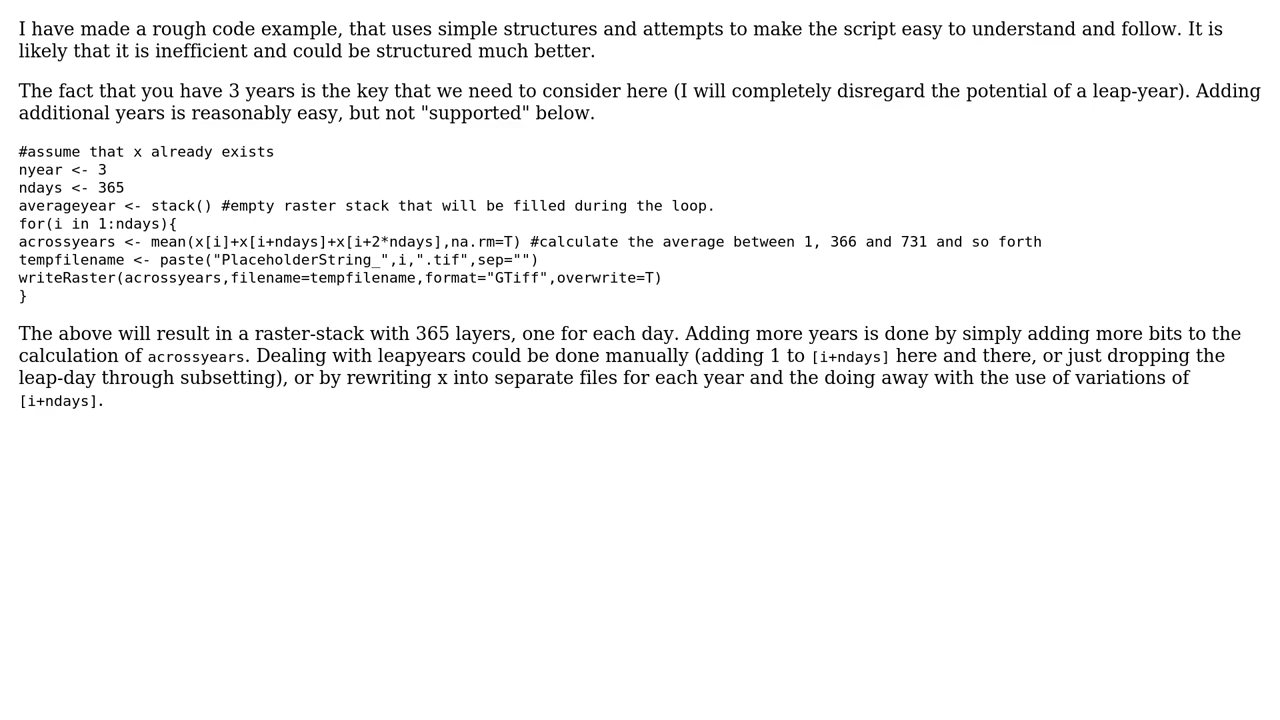 I have made a rough code example, that uses simple structures and attempts to make the script easy to understand and follow. It is
likely that it is inefficient and could be structured much better.
The fact that you have 3 years is the key that we need to consider here (I will completely disregard the potential of a leap-year). Adding
additional years is reasonably easy, but not "supported" below.
#assume that x already exists
nyear <- 3
ndays <- 365
averageyear <- stack() #empty raster stack that will be filled during the loop.
for(i in 1:ndays){
acrossyears <- mean(x[i]+x[i+ndays]+x[i+2*ndays],na.rm=T) #calculate the average between 1, 366 and 731 and so forth
tempfilename <- paste("PlaceholderString_",i,".tif",sep="")
writeRaster(acrossyears,filename=tempfilename,format="GTiff",overwrite=T)
}
The above will result in a raster-stack with 365 layers, one for each day. Adding more years is done by simply adding more bits to the
calculation of acrossyears. Dealing with leapyears could be done manually (adding 1 to [i+ndays] here and there, or just dropping the
leap-day through subsetting), or by rewriting x into separate files for each year and the doing away with the use of variations of
[i+ndays].